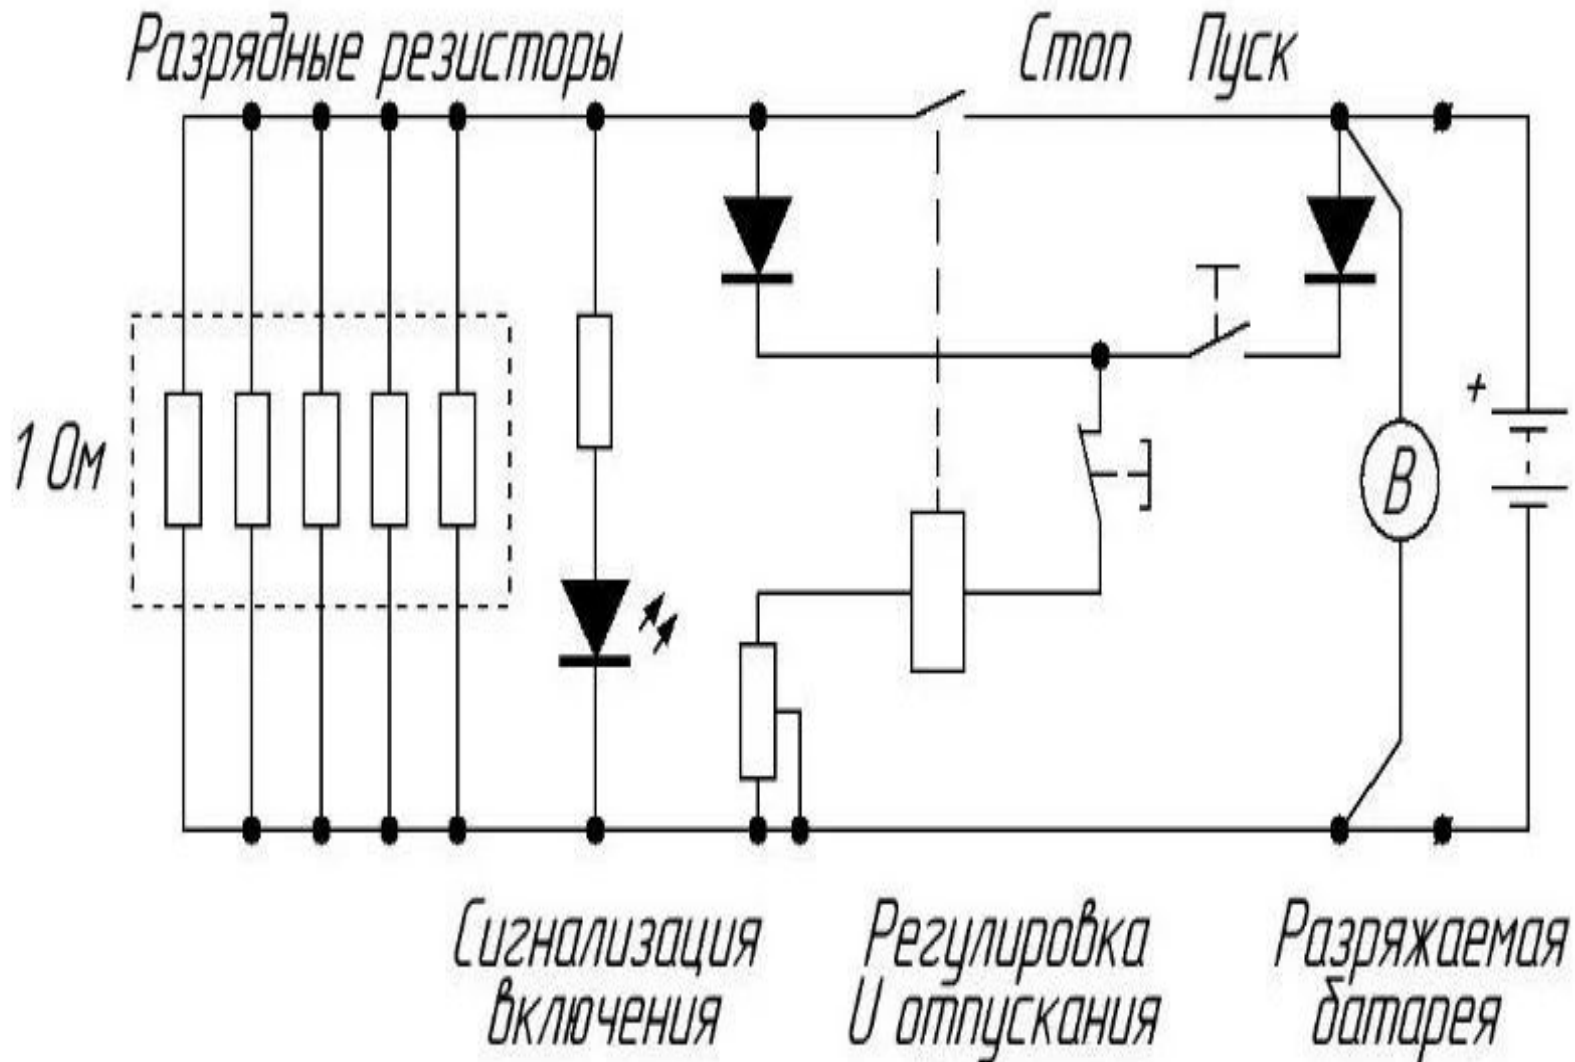 Разрядные резисторы
Стоп Пуск
1 Ом
+
В
Сигнализация
включения
Регулировка
U отпускания
Разряжаемая
батарея